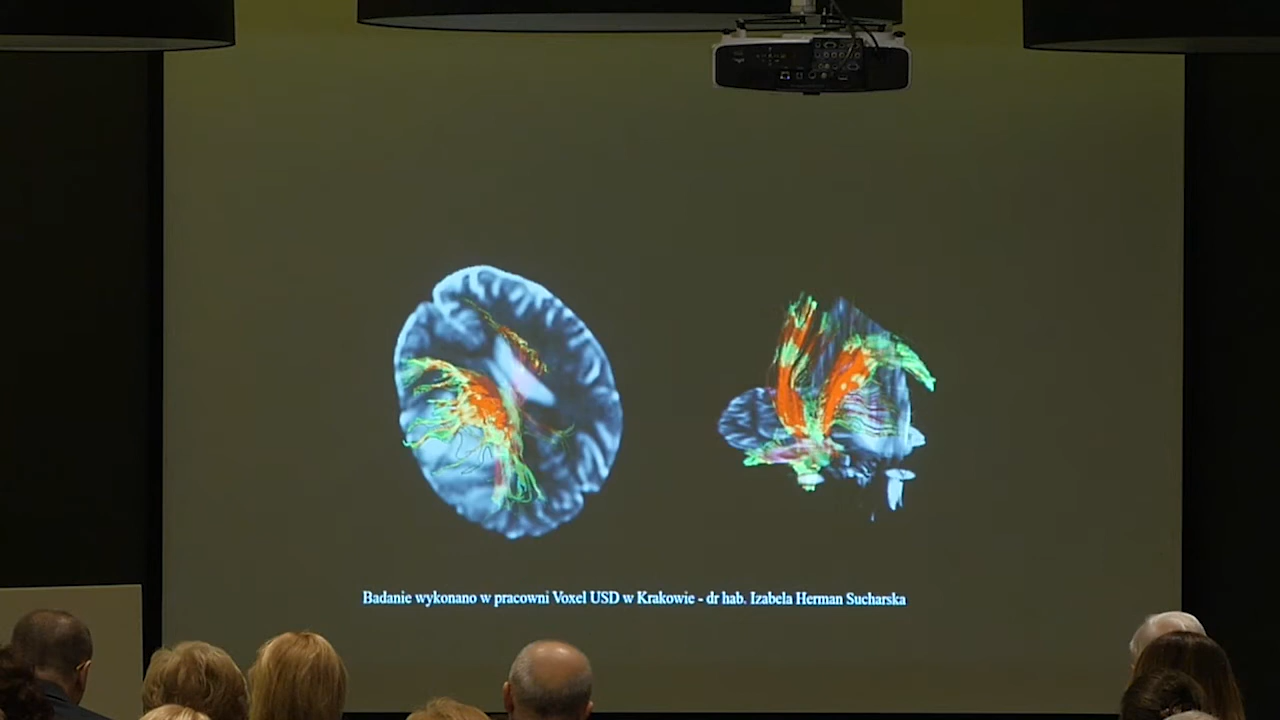 Badanie wykonano w pracowni Voxel USD w Krakowie - dr hab. Izabela Herman Sucharska